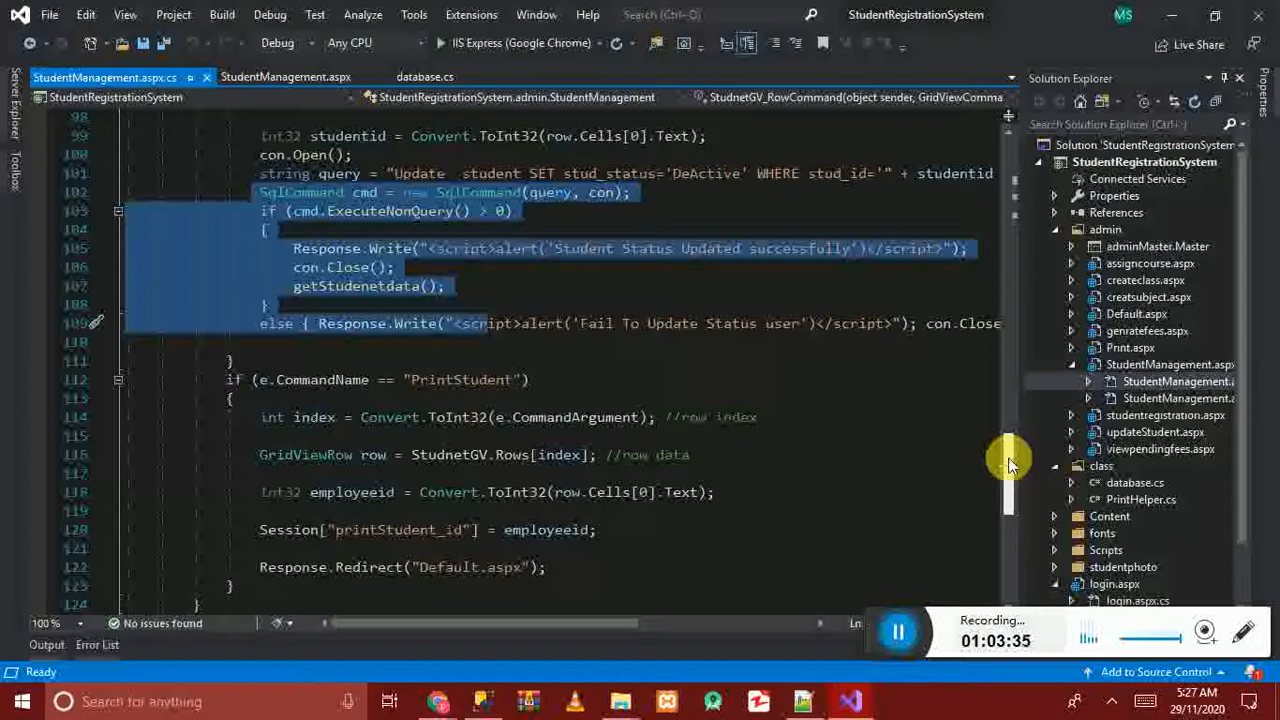 File Edit View Project Build Debug Test Analyze Tools Extensions Window Help Search (Ctrl+Q) StudentRegistrationSystem MS
Debug Any CPU IIS Express (Google Chrome) Live Share
StudentManagement.aspx.cs StudentManagement.aspx database.cs
StudentRegistrationSystem StudentRegistrationSystem.admin.StudentManagement StudnetGV_RowCommand(object sender, GridViewComma
Server Explorer
Toolbox
98
99 Int32 studentid = Convert.ToInt32(row.Cells[0].Text);
100 con.Open();
101 string query = "Update student SET stud_status='DeActive' WHERE stud_id='" + studentid
102 SqlCommand cmd = new SqlCommand(query, con);
103 if (cmd.ExecuteNonQuery() > 0)
104 {
105 Response.Write("<script>alert('Student Status Updated successfully')</script>");
106 con.Close();
107 getStudenetdata();
108 }
109 else { Response.Write("<script>alert('Fail To Update Status user')</script>"); con.Close
110
111 }
112 if (e.CommandName == "PrintStudent")
113 {
114 int index = Convert.ToInt32(e.CommandArgument); //row index
115
116 GridViewRow row = StudnetGV.Rows[index]; //row data
117
118 Int32 employeeid = Convert.ToInt32(row.Cells[0].Text);
119
120 Session["printStudent_id"] = employeeid;
121
122 Response.Redirect("Default.aspx");
123 }
124 }
100 % No issues found Ln:
Output Error List
Solution Explorer
Search Solution Explorer (Ctrl+
Solution 'StudentRegistrationSystem'
StudentRegistrationSystem
Connected Services
Properties
References
admin
adminMaster.Master
assigncourse.aspx
createclass.aspx
creatsubject.aspx
Default.aspx
genratefees.aspx
Print.aspx
StudentManagement.aspx
StudentManagement.a
StudentManagement.a
studentregistration.aspx
updateStudent.aspx
viewpendingfees.aspx
class
database.cs
PrintHelper.cs
Content
fonts
Scripts
studentphoto
login.aspx
login.aspx.cs
Properties
Recording...
01:03:35
Ready Add to Source Control 1
Search for anything
5:27 AM
29/11/2020